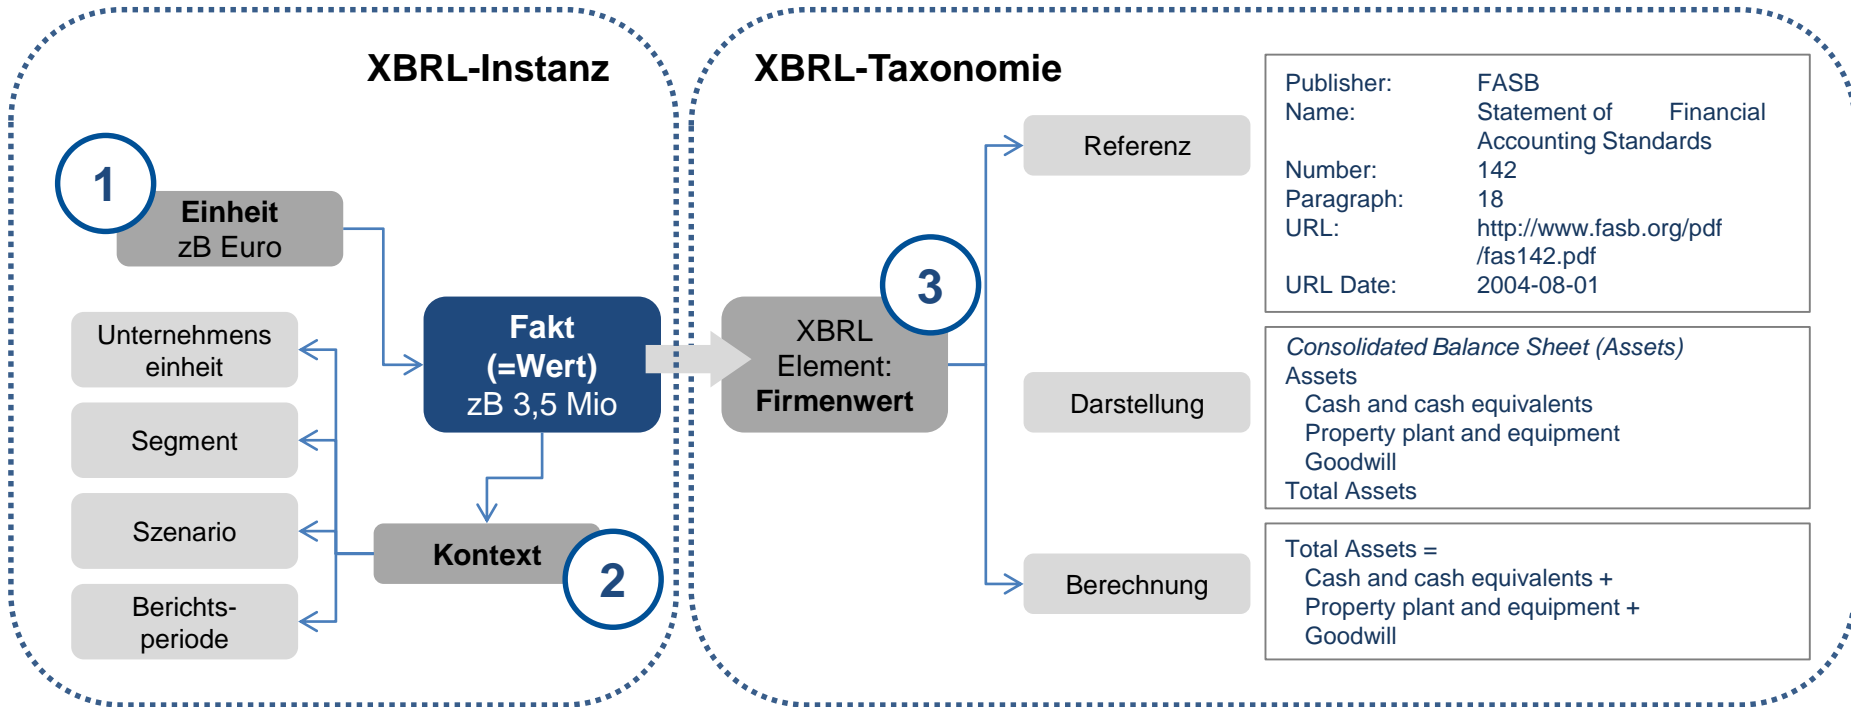 XBRL-Instanz
1
Einheit
zB Euro
Unternehmens
einheit
Segment
Szenario
Berichts-
periode
Fakt
(=Wert)
zB 3,5 Mio
Kontext
2
XBRL-Taxonomie
3
XBRL
Element:
Firmenwert
Referenz
Darstellung
Berechnung
Publisher: FASB
Name: Statement of Financial
Accounting Standards
Number: 142
Paragraph: 18
URL: http://www.fasb.org/pdf
/fas142.pdf
URL Date: 2004-08-01
Consolidated Balance Sheet (Assets)
Assets
Cash and cash equivalents
Property plant and equipment
Goodwill
Total Assets
Total Assets =
Cash and cash equivalents +
Property plant and equipment +
Goodwill